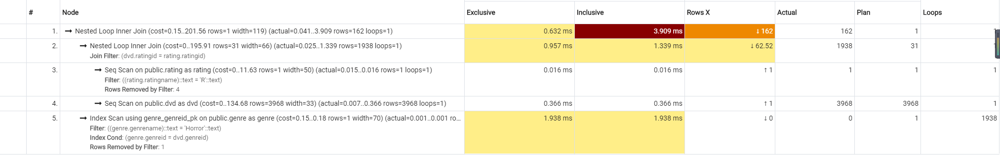 # Node Exclusive Inclusive Rows X Actual Plan Loops
1. → Nested Loop Inner Join (cost=0.15..201.56 rows=1 width=119) (actual=0.041..3.909 rows=162 loops=1) 0.632 ms 3.909 ms ↓ 162 162 1 1
2. → Nested Loop Inner Join (cost=0..195.91 rows=31 width=66) (actual=0.025..1.339 rows=1938 loops=1) 0.957 ms 1.339 ms ↓ 62.52 1938 31 1
Join Filter: (dvd.ratingid = rating.ratingid)
3. → Seq Scan on public.rating as rating (cost=0..11.63 rows=1 width=50) (actual=0.015..0.016 rows=1 loops=1) 0.016 ms 0.016 ms ↑ 1 1 1 1
Filter: ((rating.ratingname)::text = 'R'::text)
Rows Removed by Filter: 4
4. → Seq Scan on public.dvd as dvd (cost=0..134.68 rows=3968 width=33) (actual=0.007..0.366 rows=3968 loops=1) 0.366 ms 0.366 ms ↑ 1 3968 3968 1
5. → Index Scan using genre_genreid_pk on public.genre as genre (cost=0.15..0.18 rows=1 width=70) (actual=0.001..0.001 ro... 1.938 ms 1.938 ms ↓ 0 0 1 1938
Filter: ((genre.genrename)::text = 'Horror'::text)
Index Cond: (genre.genreid = dvd.genreid)
Rows Removed by Filter: 1